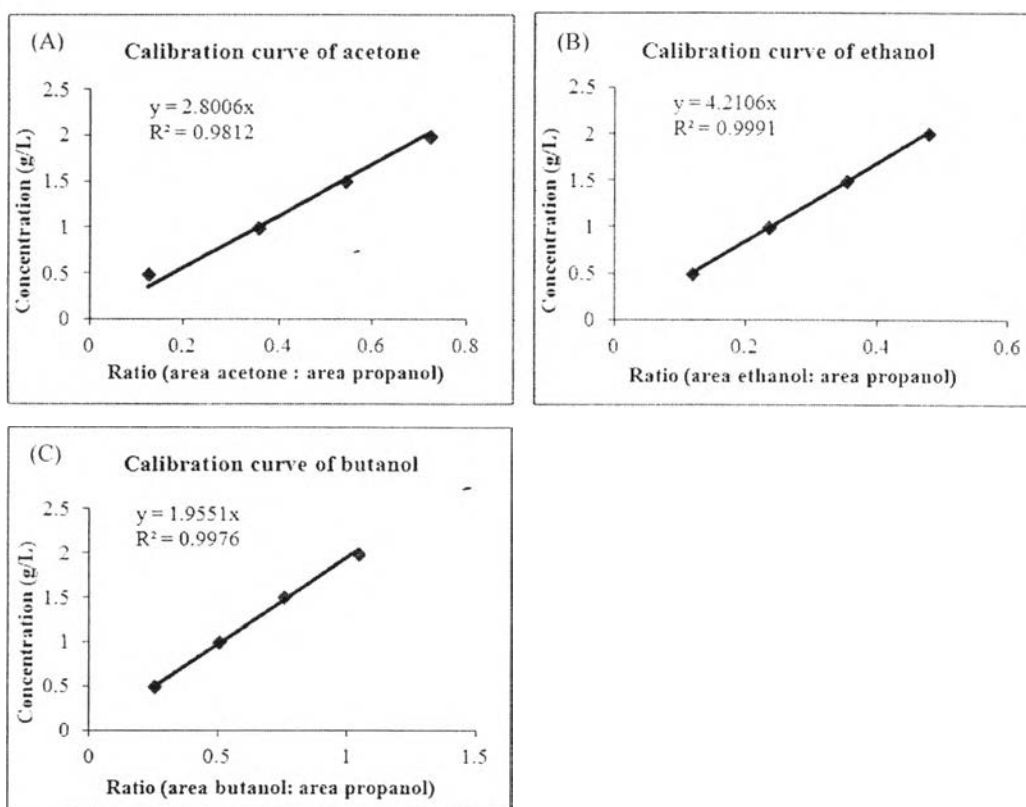 (A)
Calibration curve of acetone
y = 2.8006x
R² = 0.9812
Concentration (g/L)
2.5
2
1.5
1
0.5
0
0 0.2 0.4 0.6 0.8
Ratio (area acetone : area propanol)
(B)
Calibration curve of ethanol
y = 4.2106x
R² = 0.9991
Concentration (g/L)
2.5
2
1.5
1
0.5
0
0 0.2 0.4 0.6
Ratio (area ethanol: area propanol)
(C)
Calibration curve of butanol
y = 1.9551x
R² = 0.9976
Concentration (g/L)
2.5
2
1.5
1
0.5
0
0 0.5 1 1.5
Ratio (area butanol: area propanol)